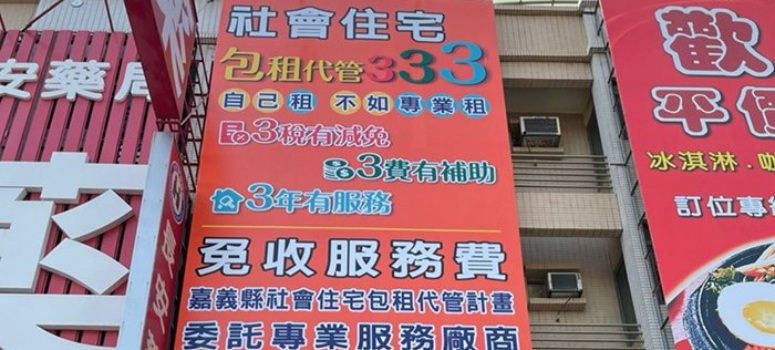 社會住宅
包租代管333
自己租 不如專業租
3稅有減免
3費有補助
3年有服務
免收服務費
嘉義縣社會住宅包租代管計畫
委託專業服務廠商
安藥局
歡
平價
冰淇淋.咖
訂位專